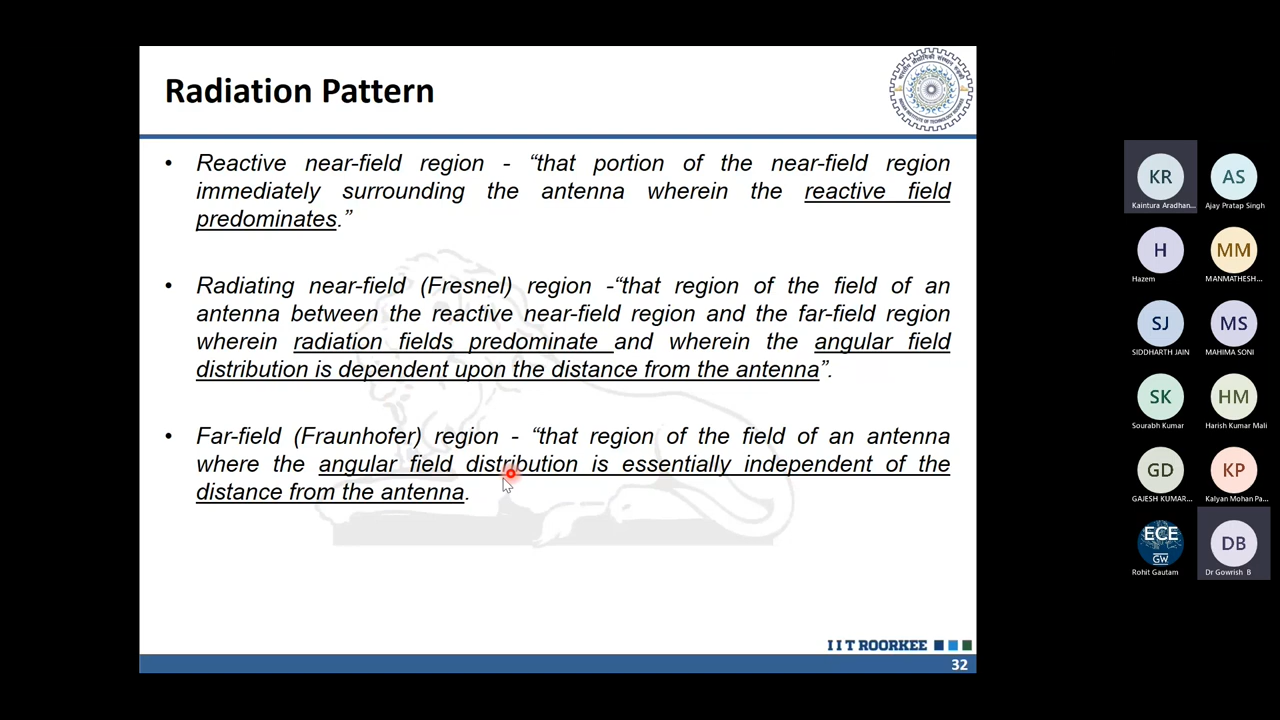 Radiation Pattern
• Reactive near-field region - “that portion of the near-field region
immediately surrounding the antenna wherein the reactive field
predominates.”
• Radiating near-field (Fresnel) region -“that region of the field of an
antenna between the reactive near-field region and the far-field region
wherein radiation fields predominate and wherein the angular field
distribution is dependent upon the distance from the antenna”.
• Far-field (Fraunhofer) region - “that region of the field of an antenna
where the angular field distribution is essentially independent of the
distance from the antenna.
I I T ROORKEE
32
KR
Kaintura Aradhan...
AS
Ajay Pratap Singh
H
Hazem
MM
MANMATHESH...
SJ
SIDDHARTH JAIN
MS
MAHIMA SONI
SK
Sourabh Kumar
HM
Harish Kumar Mali
GD
GAJESH KUMAR...
KP
Kalyan Mohan Pa...
ECE
GW
Rohit Gautam
DB
Dr Gowrish B